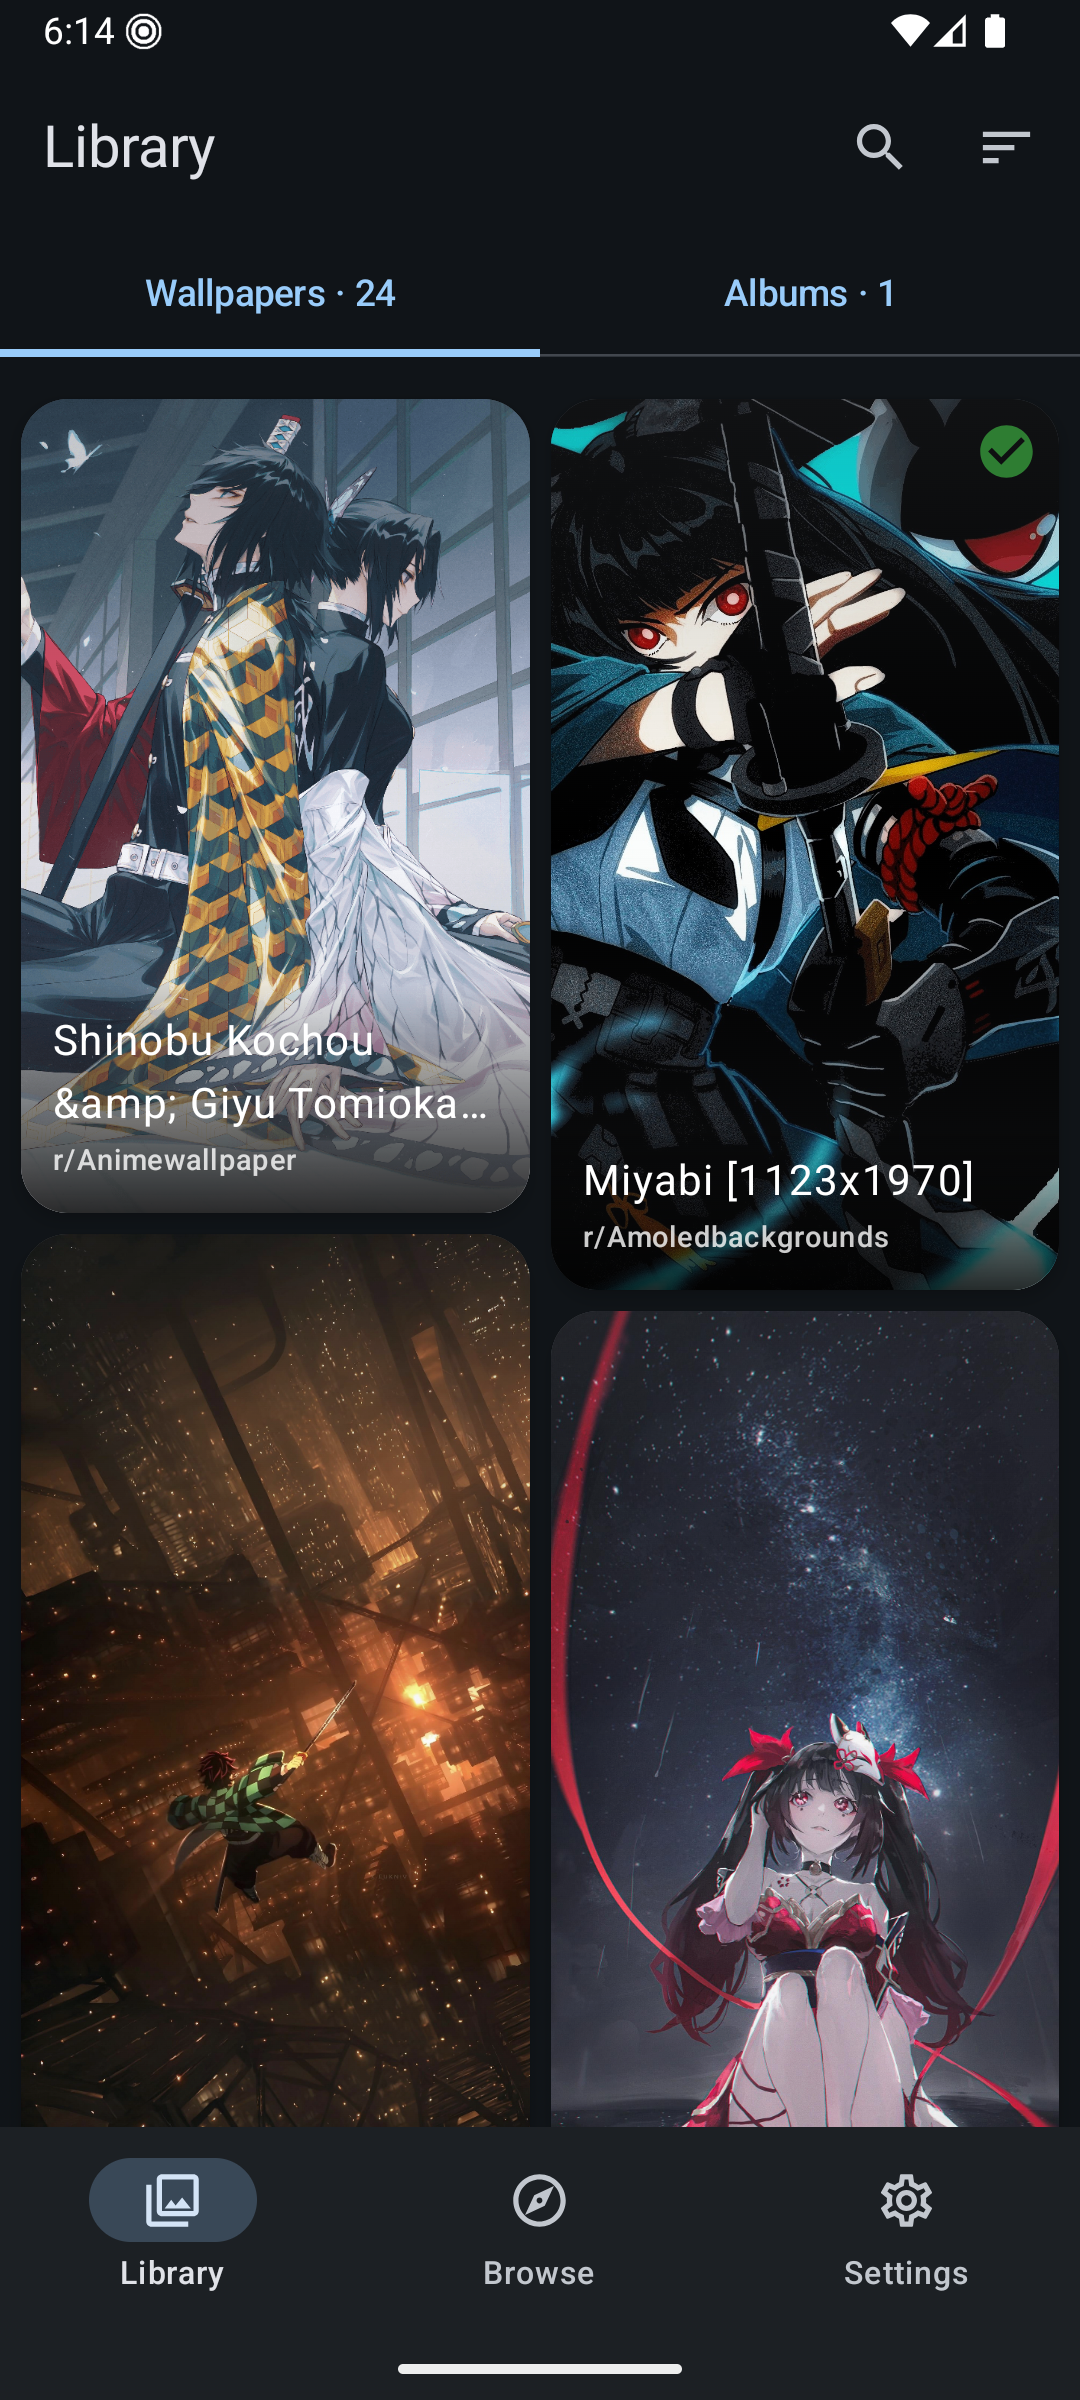 6:14
Library
Wallpapers · 24
Albums · 1
Shinobu Kochou
&amp; Giyu Tomioka…
r/Animewallpaper
Miyabi [1123x1970]
r/Amoledbackgrounds
Library
Browse
Settings